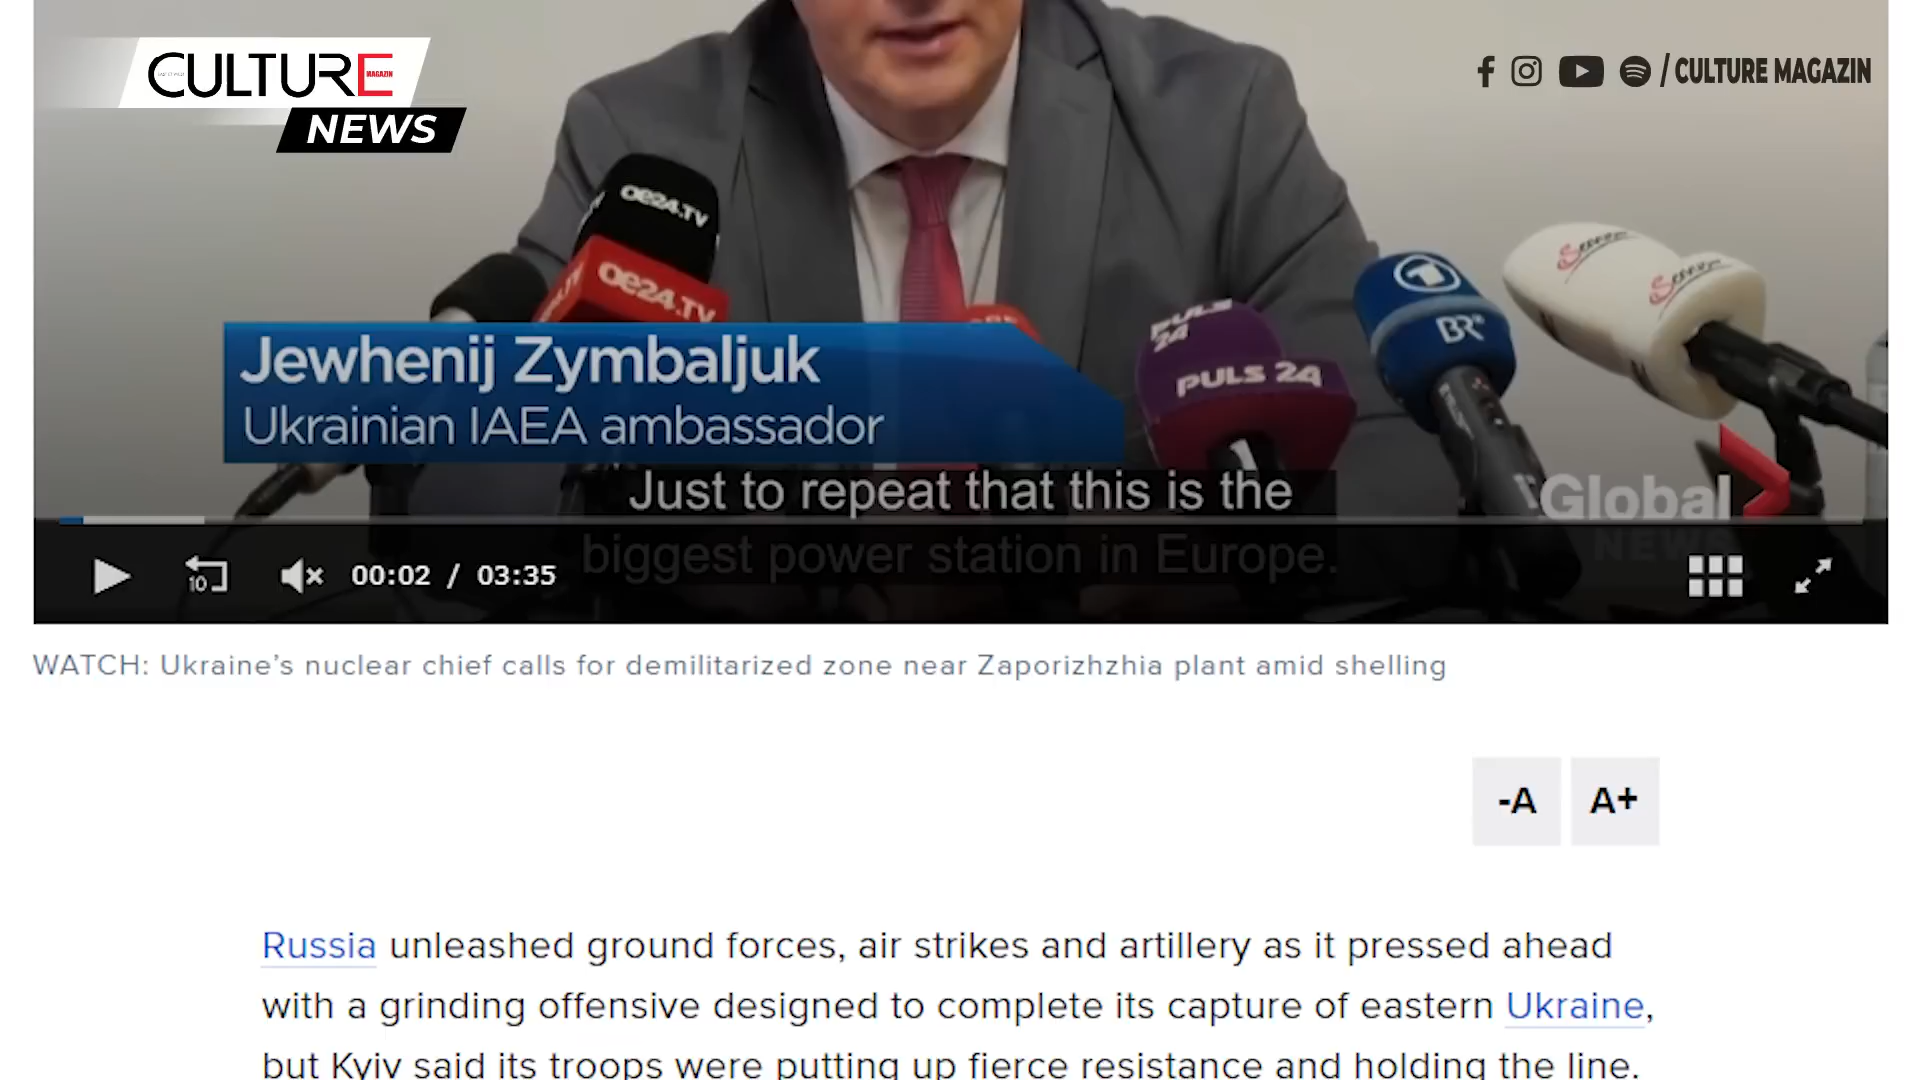 CULTURE
MAGAZIN
NEWS
/ CULTURE MAGAZIN
oe24.TV
oe24.TV
PULS
24
PULS 24
BR
Jewhenij Zymbaljuk
Ukrainian IAEA ambassador
Just to repeat that this is the
biggest power station in Europe.
Global
NEWS
10
00:02 / 03:35
WATCH: Ukraine’s nuclear chief calls for demilitarized zone near Zaporizhzhia plant amid shelling
-A A+
Russia unleashed ground forces, air strikes and artillery as it pressed ahead
with a grinding offensive designed to complete its capture of eastern Ukraine,
but Kyiv said its troops were putting up fierce resistance and holding the line.